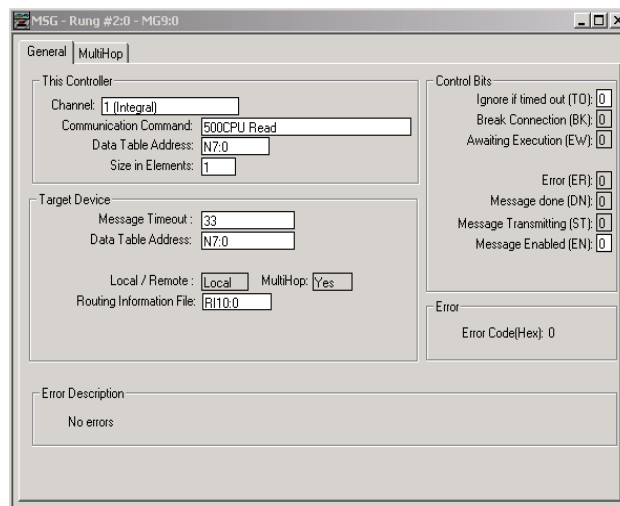 MSG - Rung #2:0 - MG9:0
General
MultiHop
This Controller
Channel: 1 (Integral)
Communication Command: 500CPU Read
Data Table Address: N7:0
Size in Elements: 1
Target Device
Message Timeout : 33
Data Table Address: N7:0
Local / Remote : Local MultiHop: Yes
Routing Information File: RI10:0
Control Bits
Ignore if timed out (TO): 0
Break Connection (BK): 0
Awaiting Execution (EW): 0
Error (ER): 0
Message done (DN): 0
Message Transmitting (ST): 0
Message Enabled (EN): 0
Error
Error Code(Hex): 0
Error Description
No errors